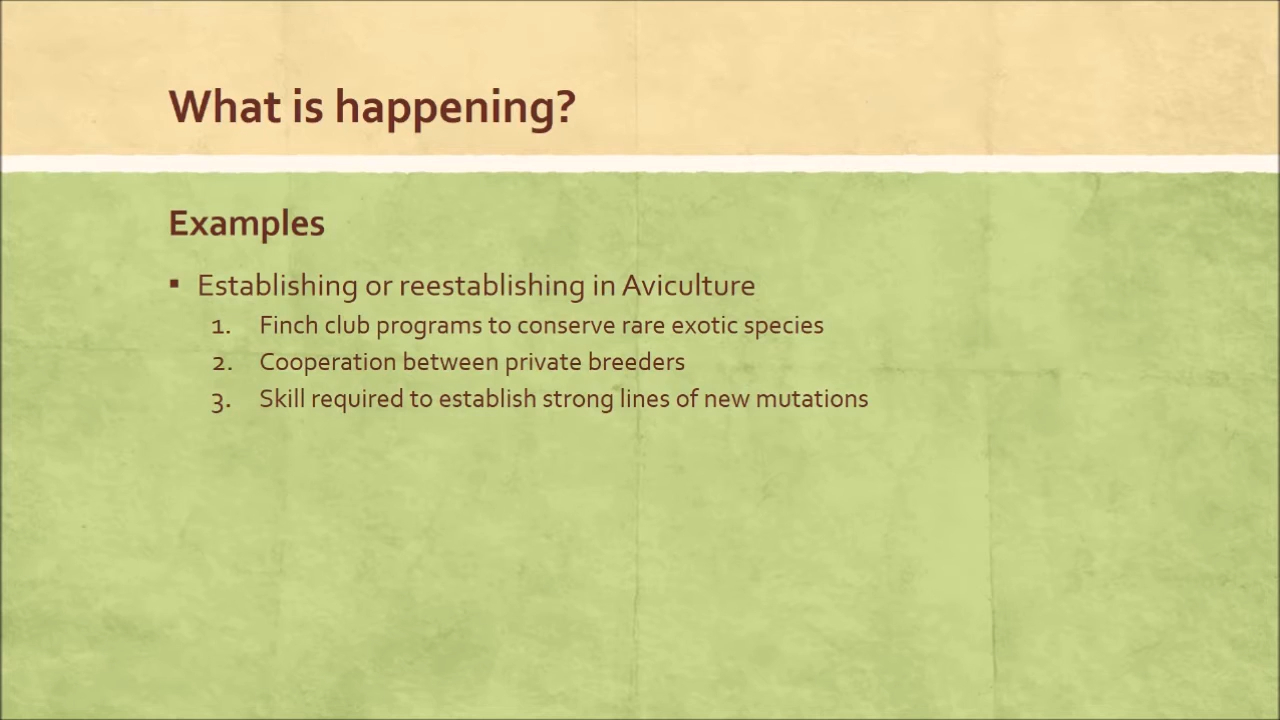 What is happening?
Examples
▪ Establishing or reestablishing in Aviculture
1. Finch club programs to conserve rare exotic species
2. Cooperation between private breeders
3. Skill required to establish strong lines of new mutations